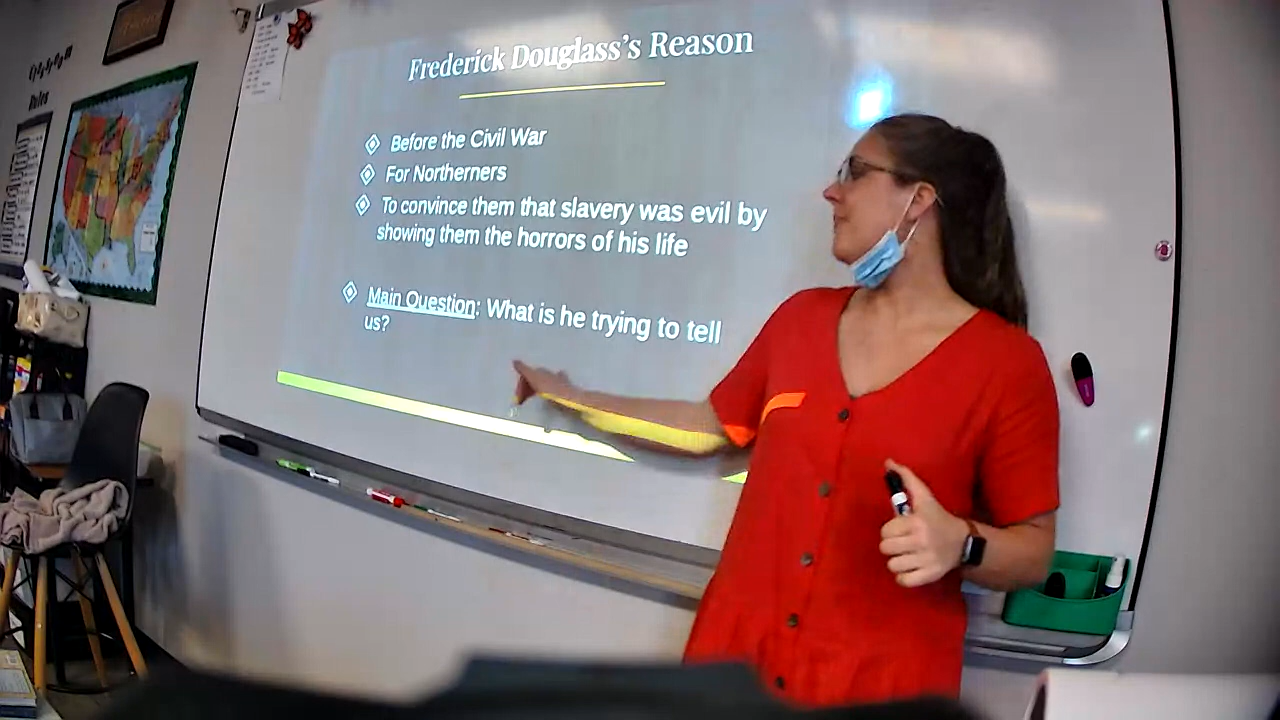 Frederick Douglass's Reason
Before the Civil War
For Northerners
To convince them that slavery was evil by
showing them the horrors of his life
Main Question: What is he trying to tell
us?
Rules